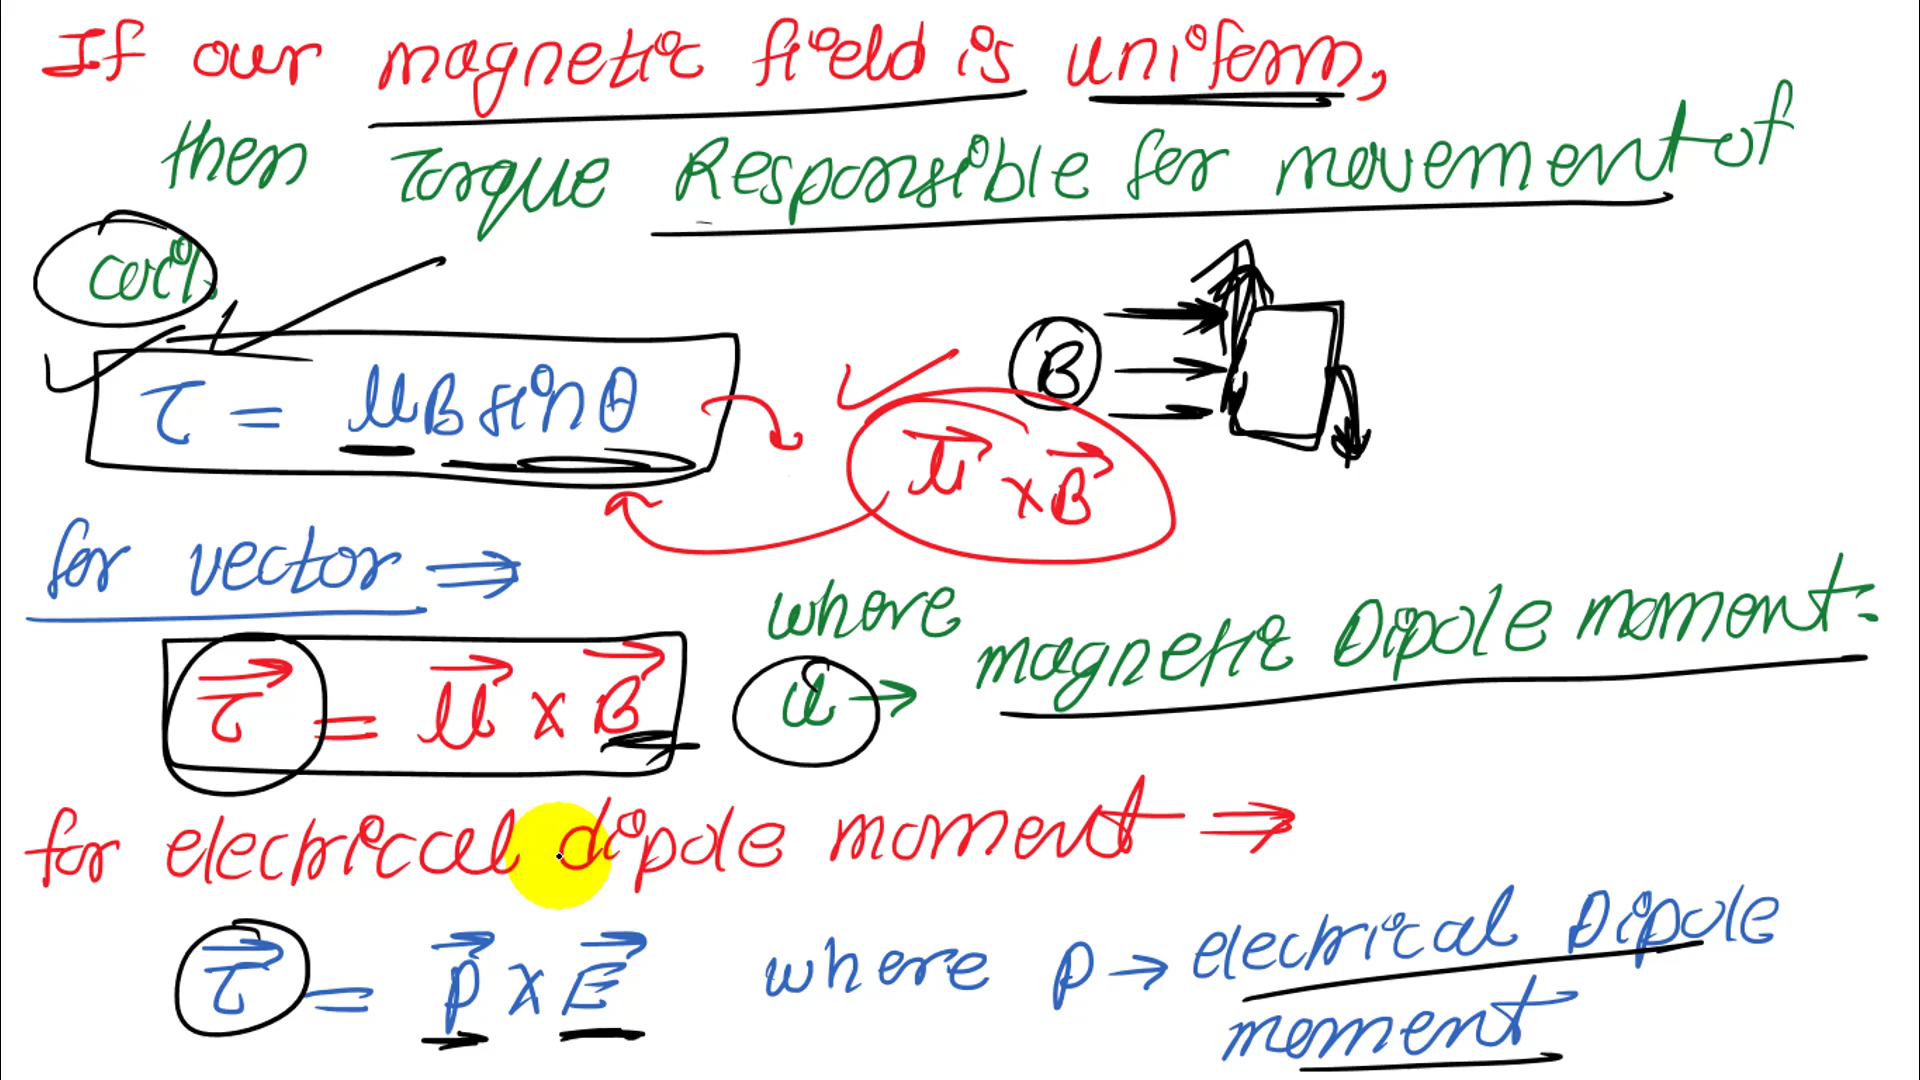 If our magnetic field is uniform,
then Torque Responsible for movement of
coil.
τ = μB sinθ
B
μ⃗ × B⃗
for vector ⇒
τ⃗ = μ⃗ × B⃗
where
μ → magnetic Dipole moment:
for electrical dipole moment ⇒
τ⃗ = p⃗ × E⃗ where p → electrical Dipole
moment